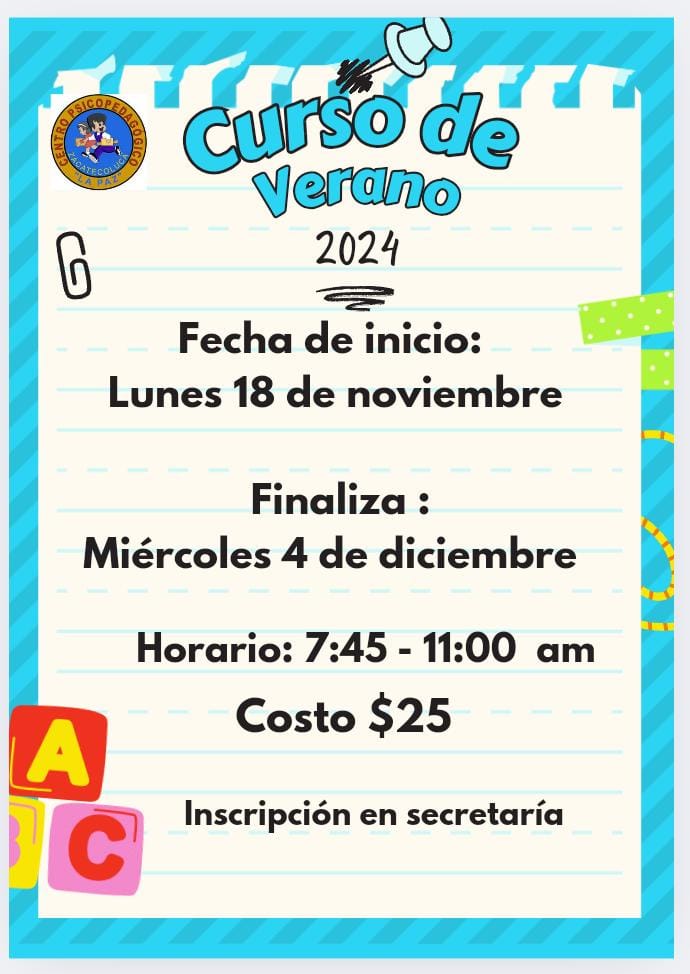 CENTRO PSICOPEDAGÓGICO
ZACATECOLUCA
"LA PAZ"
Curso de
Verano
2024
Fecha de inicio:
Lunes 18 de noviembre
Finaliza :
Miércoles 4 de diciembre
Horario: 7:45 - 11:00 am
Costo $25
Inscripción en secretaría
A
B
C